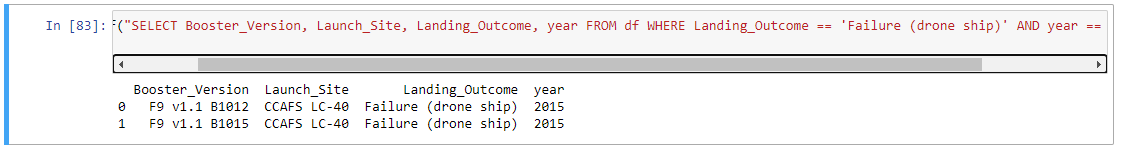 In [83]: F("SELECT Booster_Version, Launch_Site, Landing_Outcome, year FROM df WHERE Landing_Outcome == 'Failure (drone ship)' AND year ==
Booster_Version Launch_Site Landing_Outcome year
0 F9 v1.1 B1012 CCAFS LC-40 Failure (drone ship) 2015
1 F9 v1.1 B1015 CCAFS LC-40 Failure (drone ship) 2015